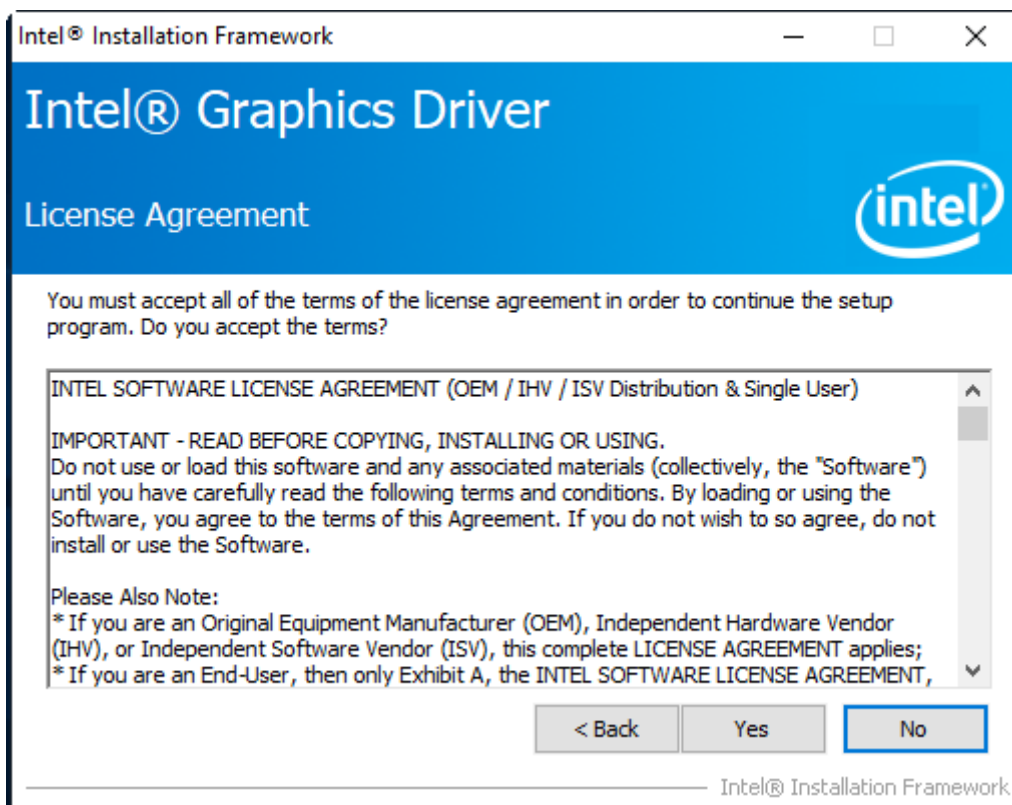 Intel® Installation Framework
Intel® Graphics Driver
License Agreement
intel
You must accept all of the terms of the license agreement in order to continue the setup
program. Do you accept the terms?
INTEL SOFTWARE LICENSE AGREEMENT (OEM / IHV / ISV Distribution & Single User)
IMPORTANT - READ BEFORE COPYING, INSTALLING OR USING.
Do not use or load this software and any associated materials (collectively, the "Software")
until you have carefully read the following terms and conditions. By loading or using the
Software, you agree to the terms of this Agreement. If you do not wish to so agree, do not
install or use the Software.
Please Also Note:
* If you are an Original Equipment Manufacturer (OEM), Independent Hardware Vendor
(IHV), or Independent Software Vendor (ISV), this complete LICENSE AGREEMENT applies;
* If you are an End-User, then only Exhibit A, the INTEL SOFTWARE LICENSE AGREEMENT,
< Back Yes No
Intel® Installation Framework